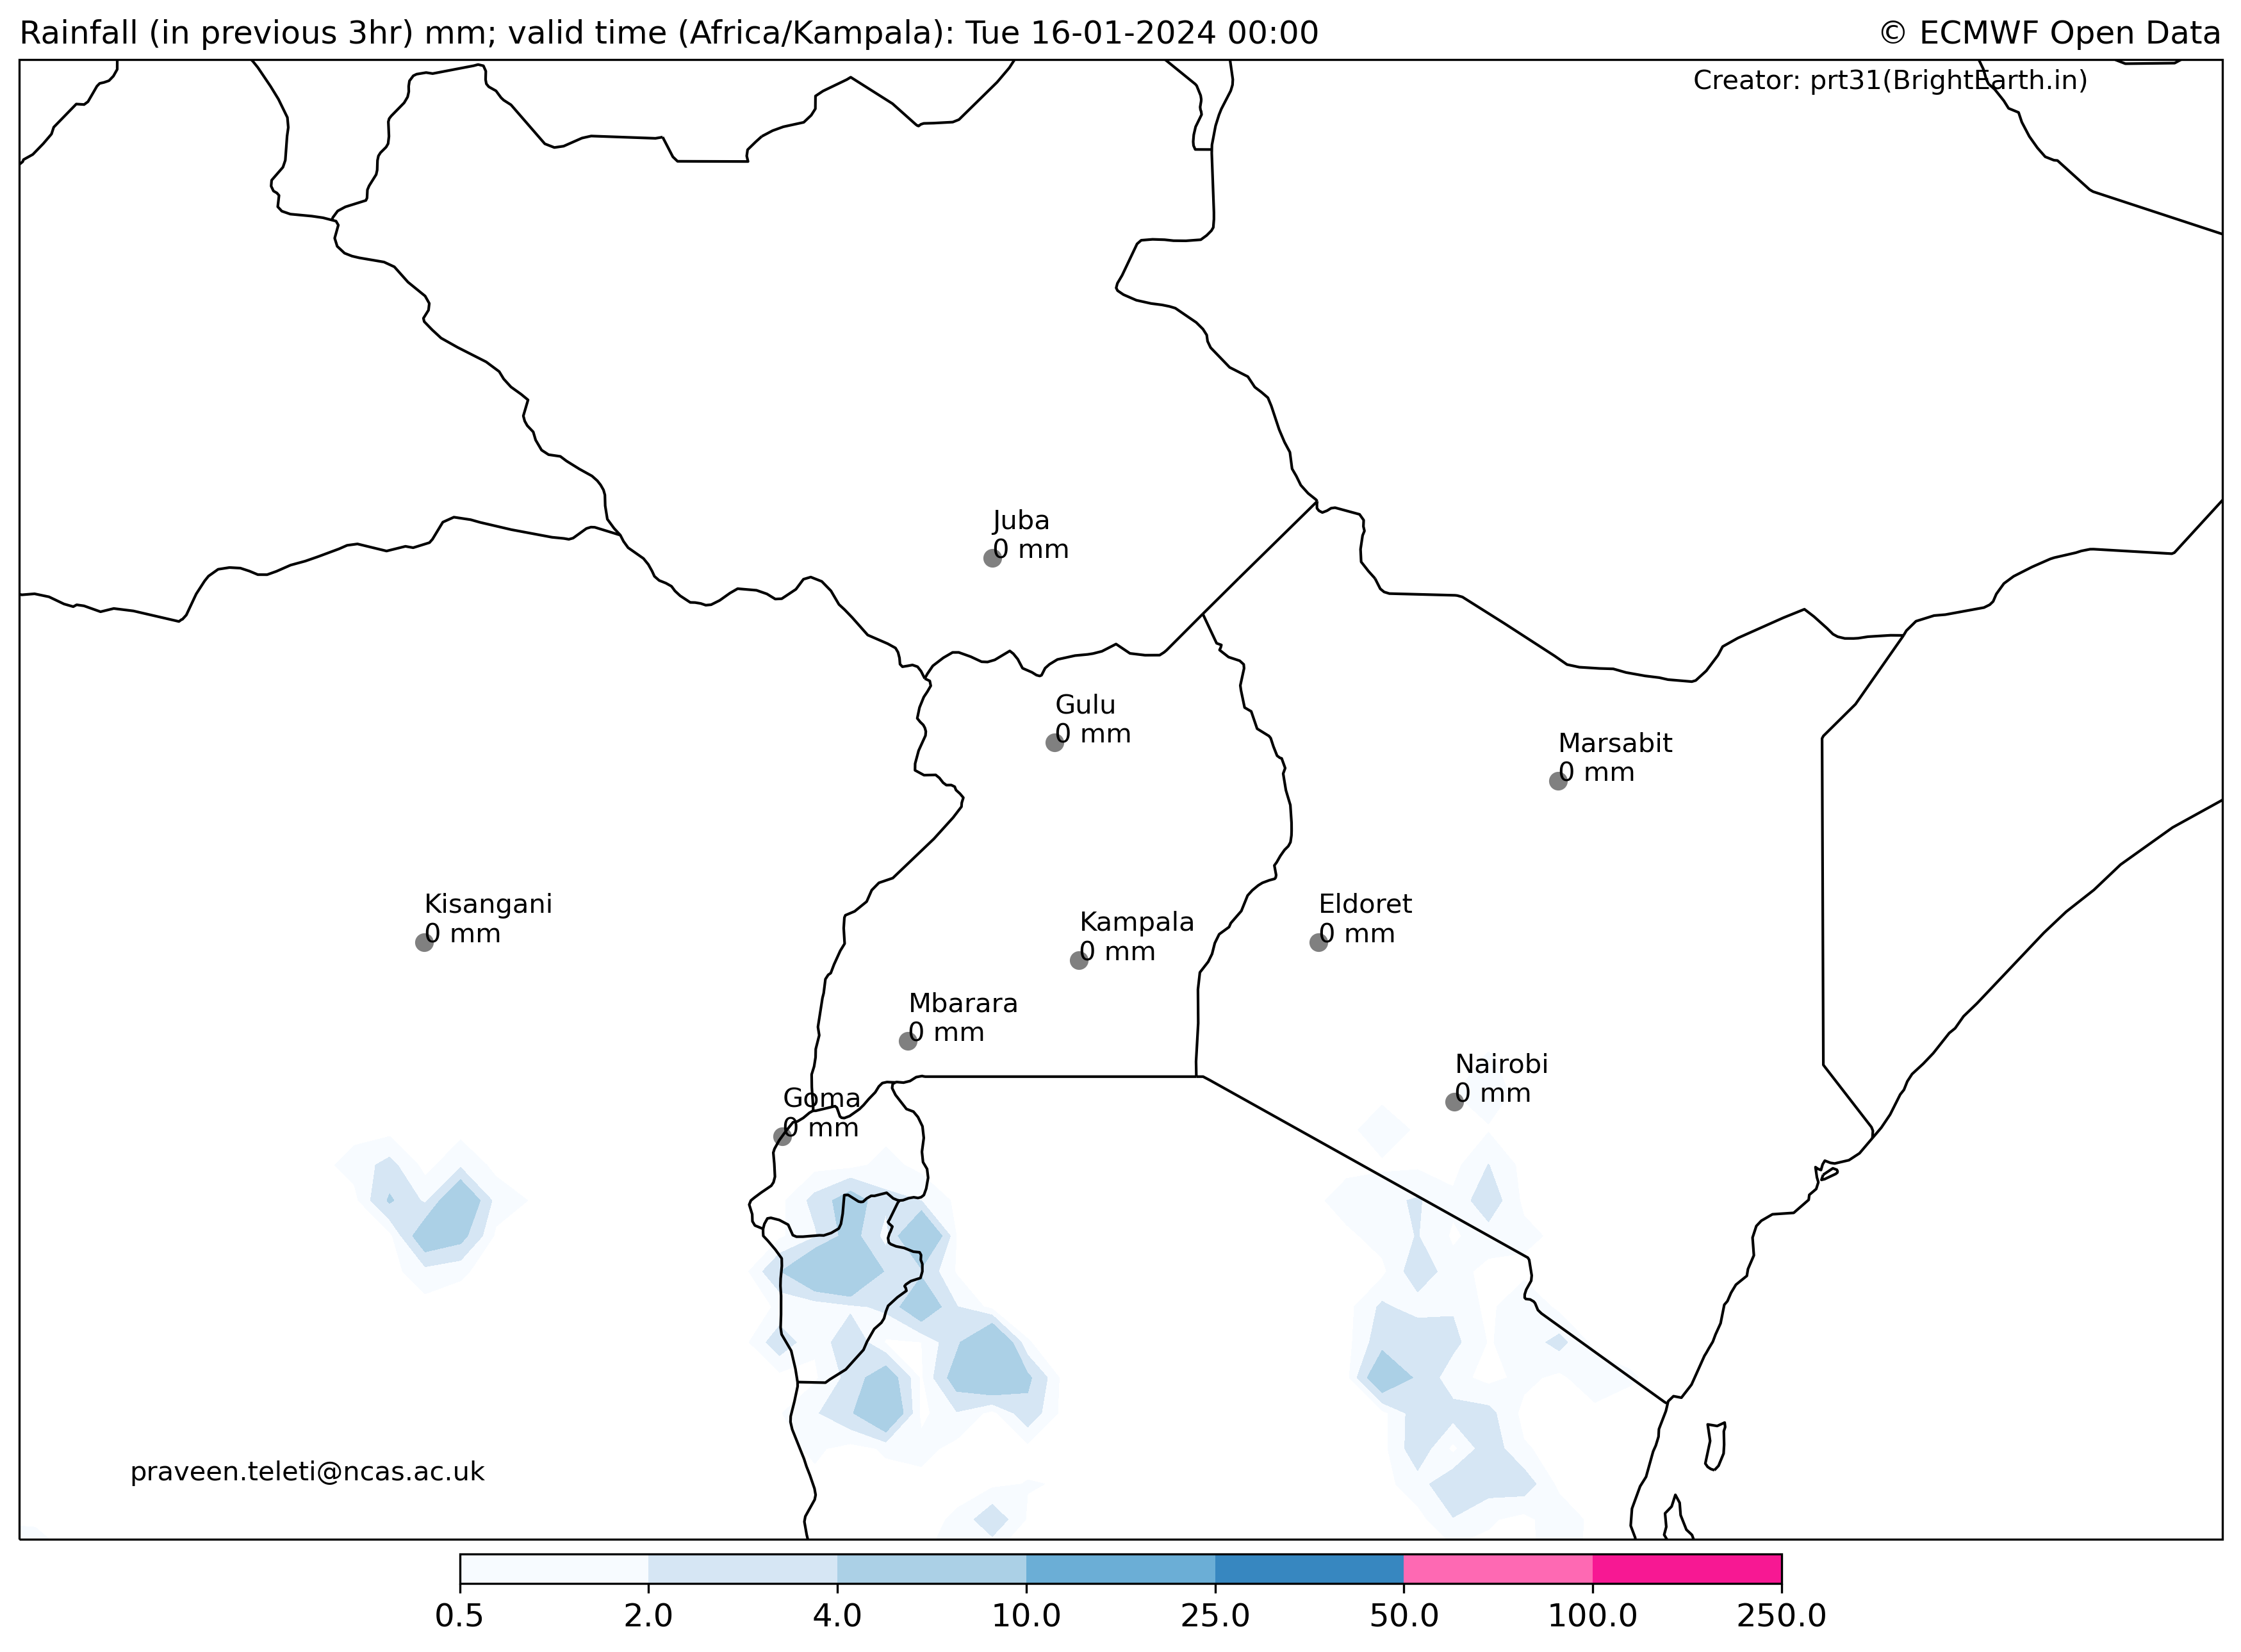 Rainfall (in previous 3hr) mm; valid time (Africa/Kampala): Tue 16-01-2024 00:00
© ECMWF Open Data
Creator: prt31(BrightEarth.in)
Juba
0 mm
Gulu
0 mm
Marsabit
0 mm
Kisangani
0 mm
Eldoret
0 mm
Kampala
0 mm
Mbarara
0 mm
Nairobi
0 mm
Goma
0 mm
praveen.teleti@ncas.ac.uk
0.5 2.0 4.0 10.0 25.0 50.0 100.0 250.0